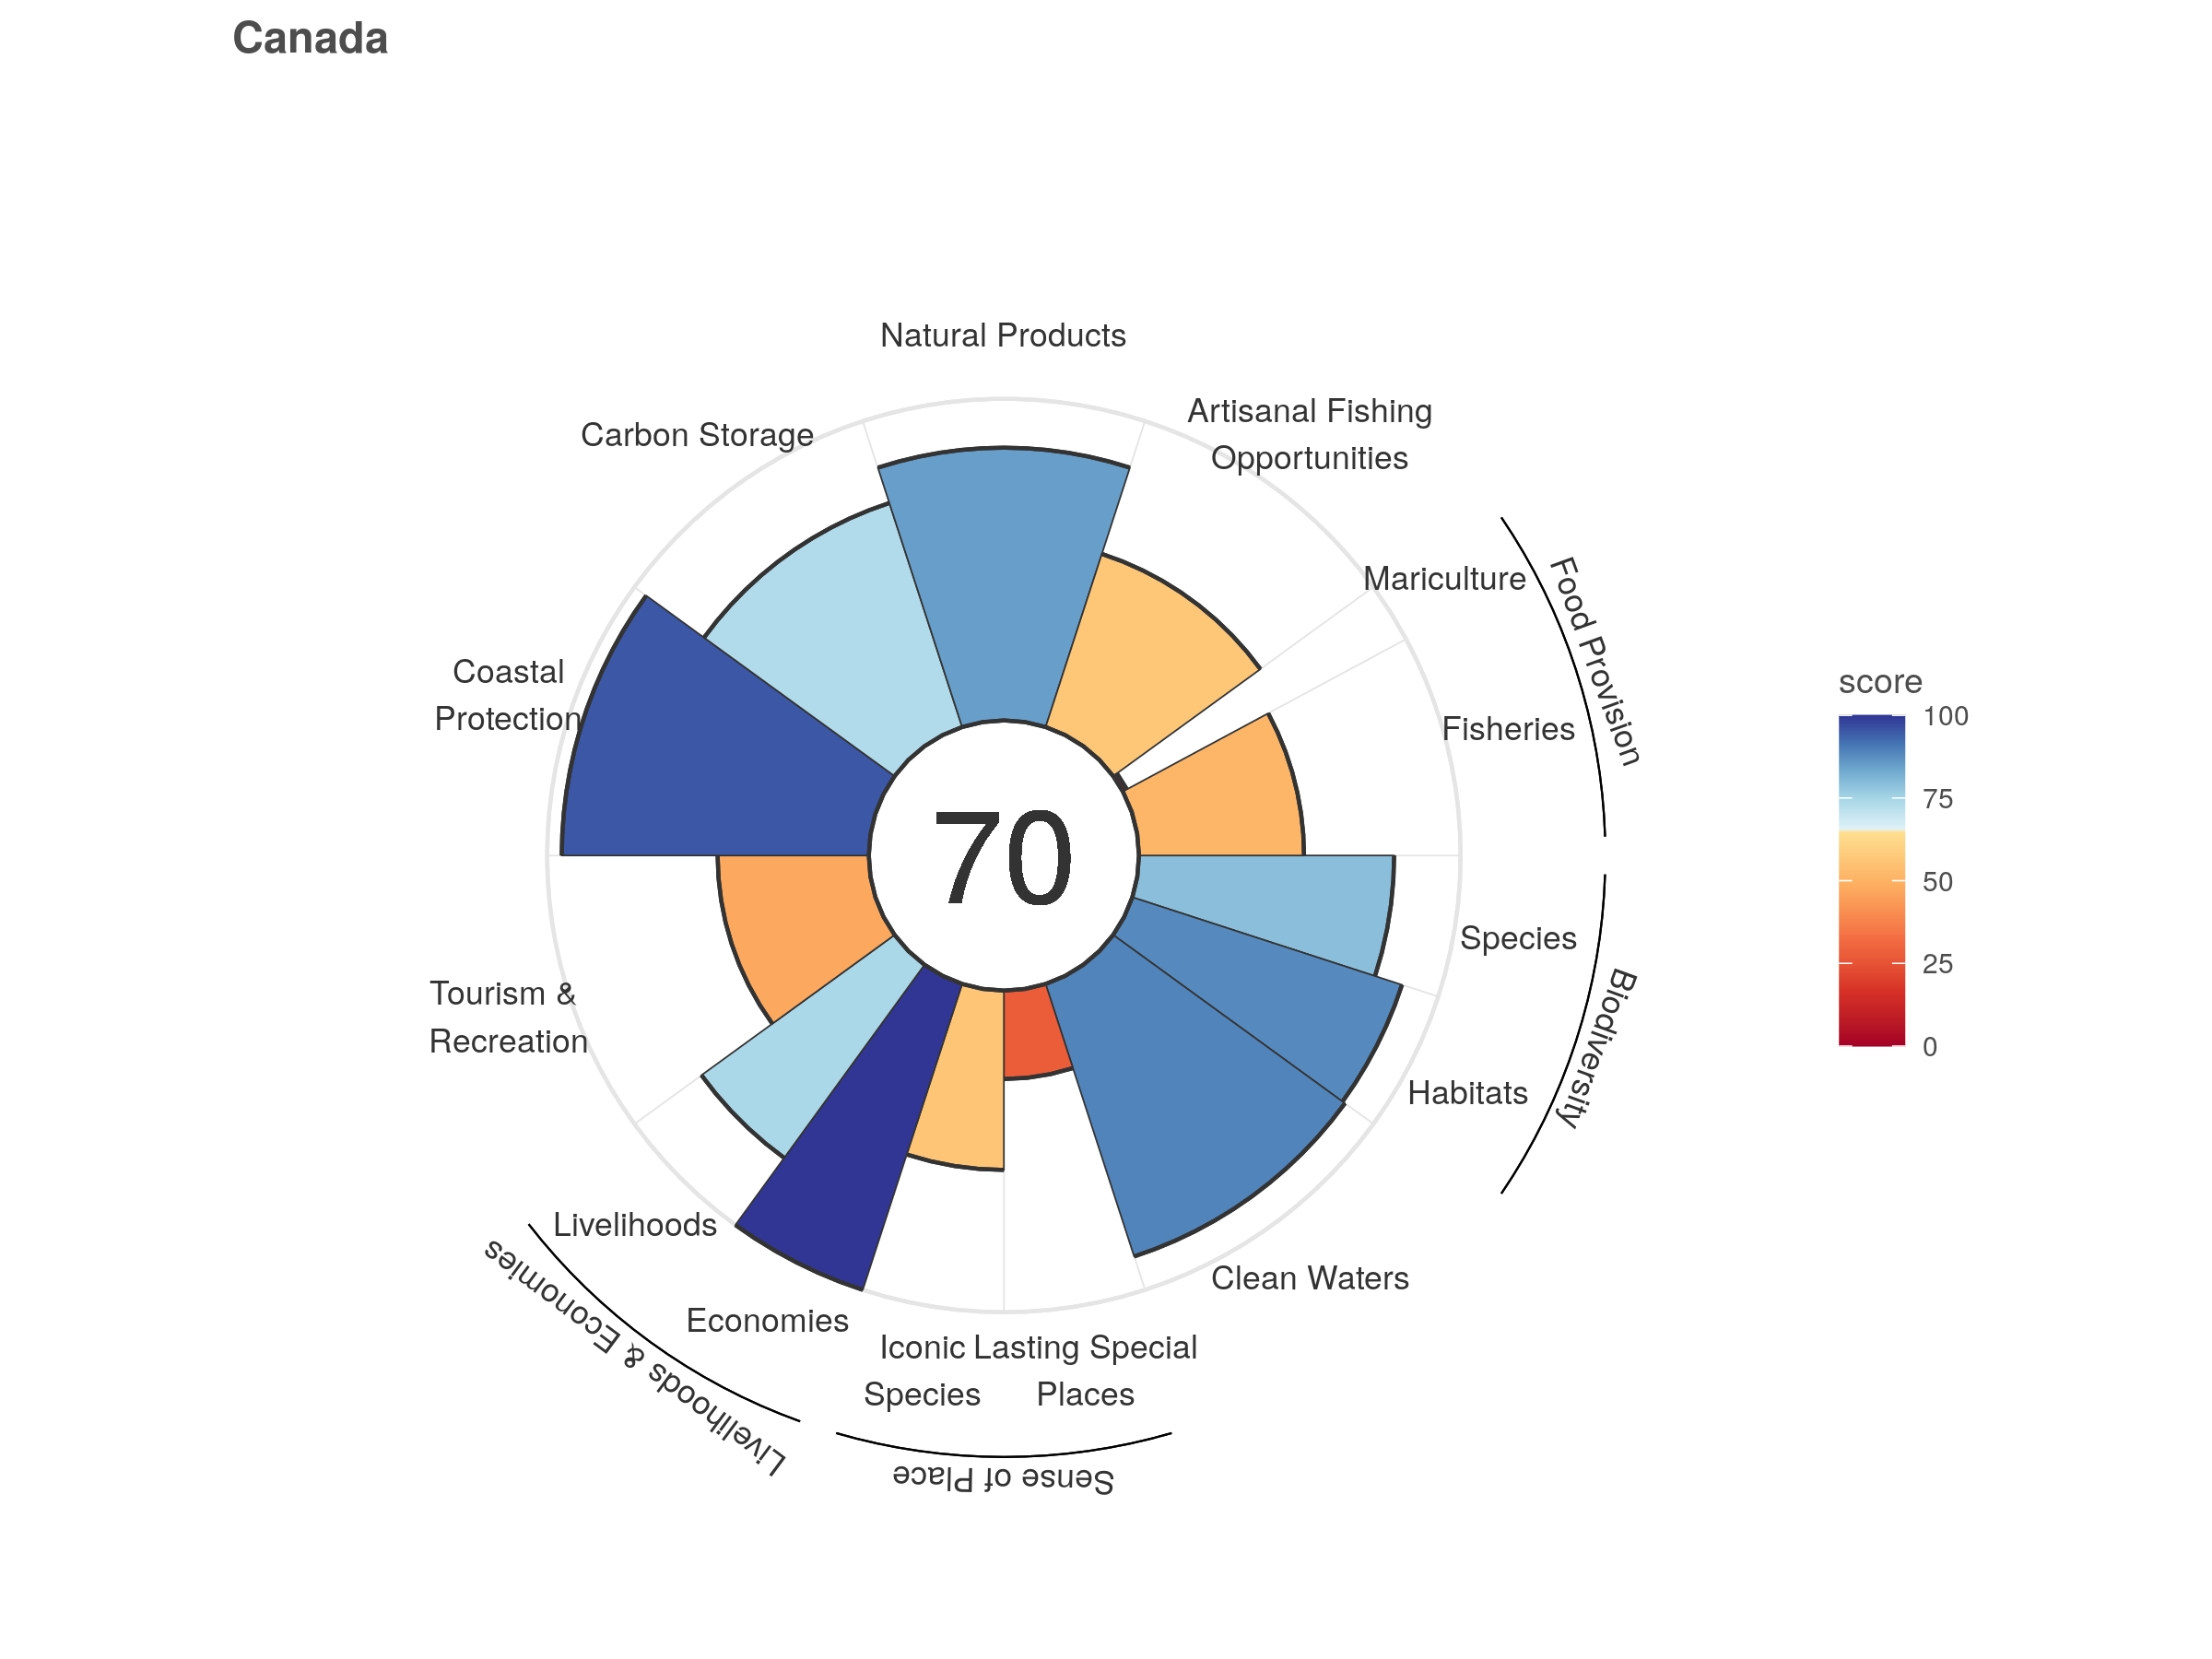 Canada
Natural Products
Artisanal Fishing
Opportunities
Carbon Storage
Mariculture
Food Provision
Fisheries
Coastal
Protection
70
score
100
75
50
25
0
Species
Biodiversity
Habitats
Tourism &
Recreation
Livelihoods
Livelihoods & Economies
Economies
Clean Waters
Iconic
Species
Lasting Special
Places
Sense of Place